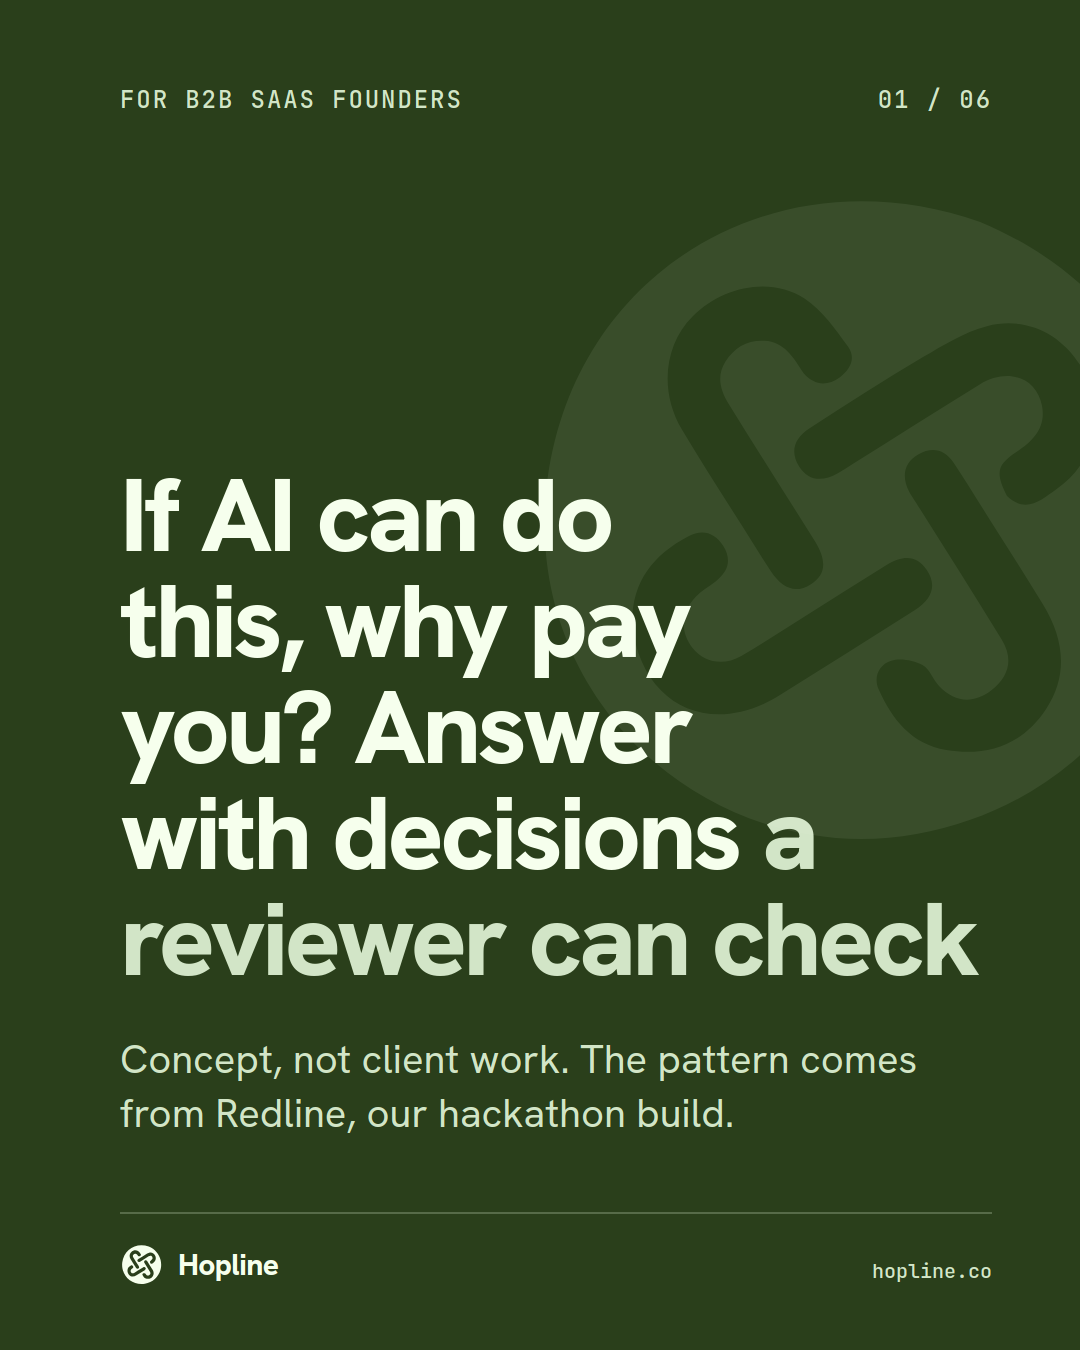 FOR B2B SAAS FOUNDERS
01 / 06
If AI can do
this, why pay
you? Answer
with decisions a
reviewer can check
Concept, not client work. The pattern comes
from Redline, our hackathon build.
Hopline
hopline.co